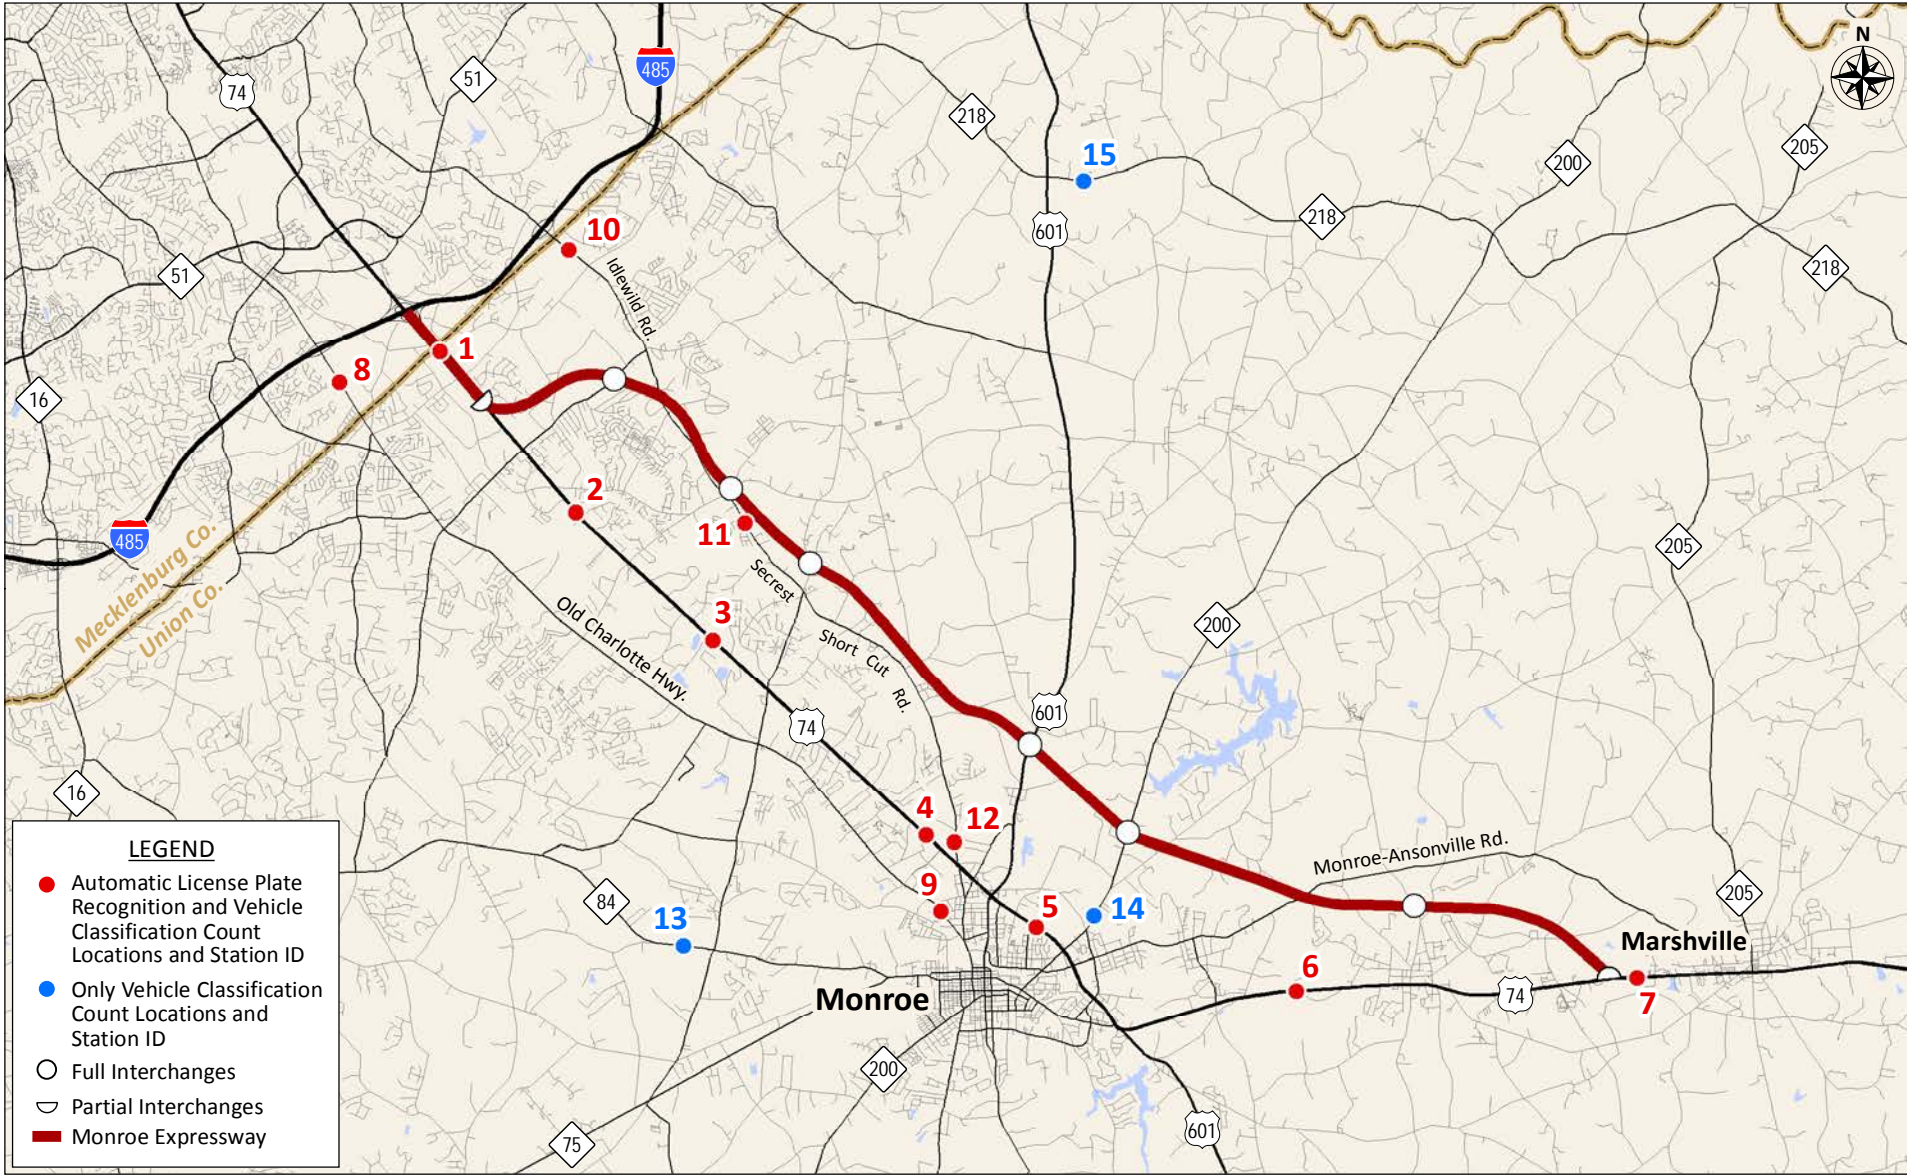 N
485
51
74
218
205
15
200
10
601
218
51
218
Idlewild Rd.
1
8
16
2
11
205
485
Mecklenburg Co.
Union Co.
Secrest
Short Cut Rd.
Old Charlotte Hwy.
3
200
601
74
16
4
12
Monroe-Ansonville Rd.
9
205
84
13
5
14
Marshville
6
Monroe
74
7
200
601
75
LEGEND
Automatic License Plate
Recognition and Vehicle
Classification Count
Locations and Station ID
Only Vehicle Classification
Count Locations and
Station ID
Full Interchanges
Partial Interchanges
Monroe Expressway